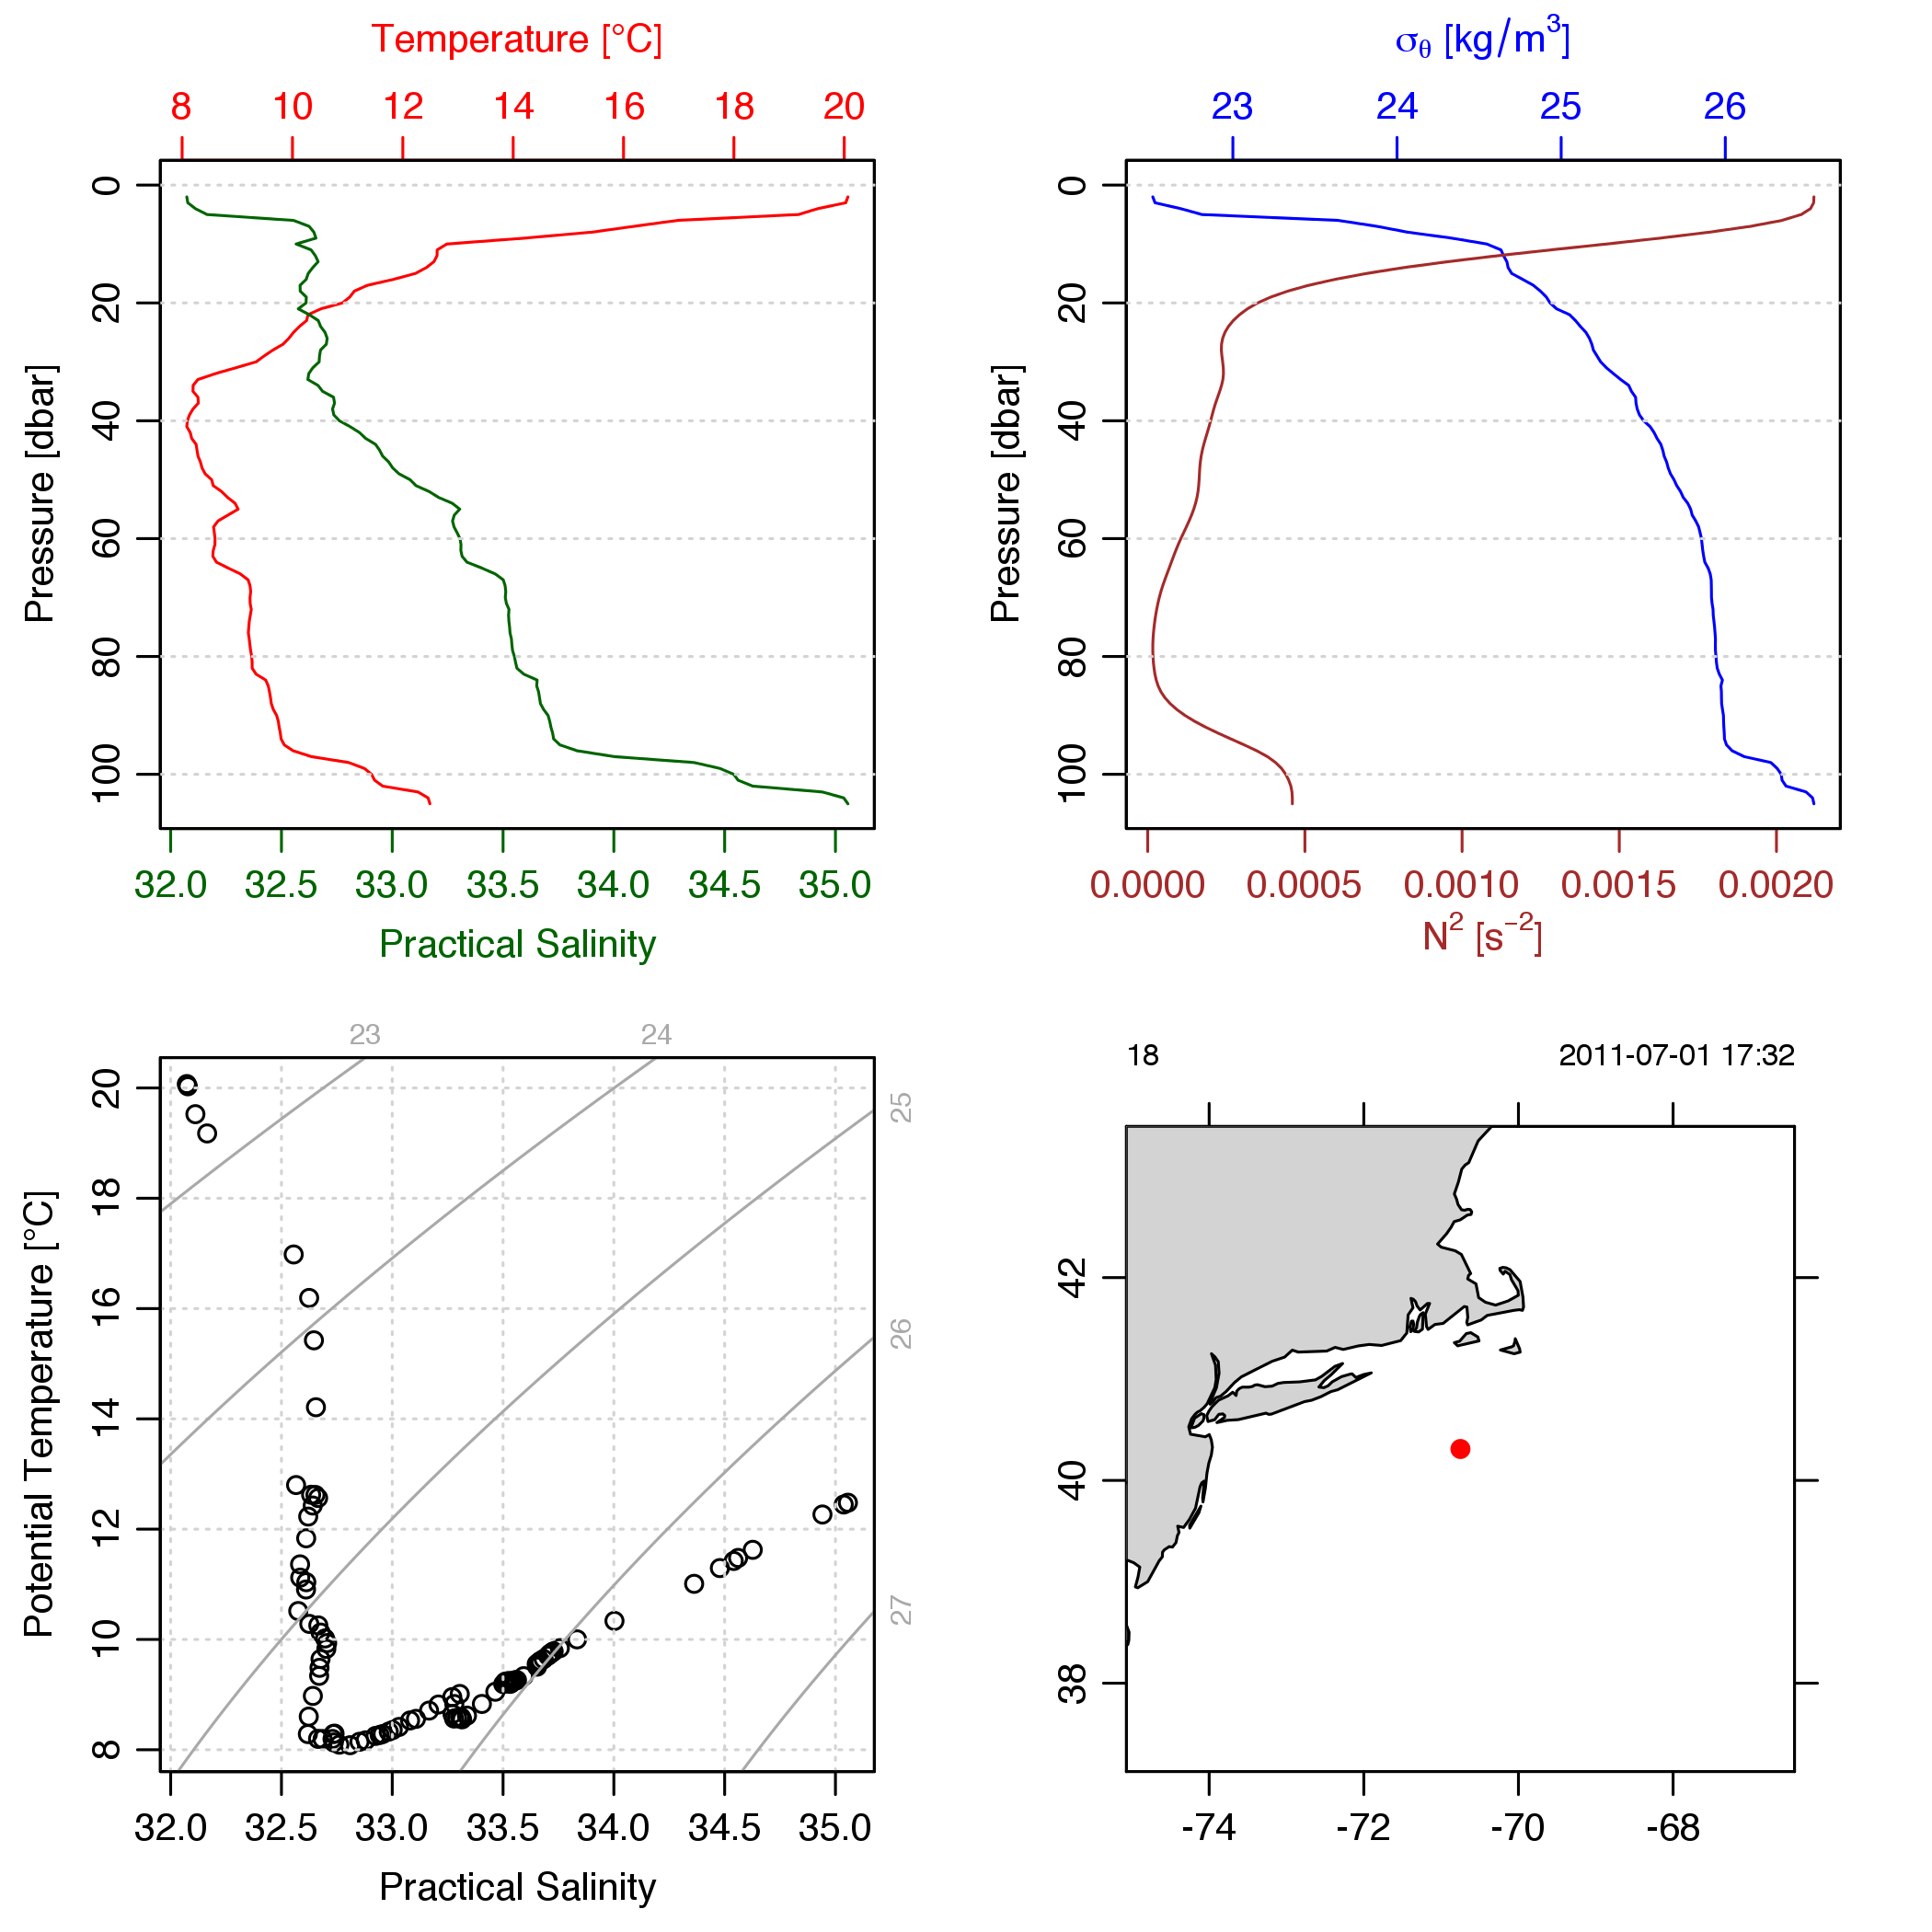 Temperature [°C]
8 10 12 14 16 18 20
0
20
40
60
80
100
Pressure [dbar]
32.0 32.5 33.0 33.5 34.0 34.5 35.0
Practical Salinity
σθ [kg/m³]
23 24 25 26
0
20
40
60
80
100
Pressure [dbar]
0.0000 0.0005 0.0010 0.0015 0.0020
N² [s⁻²]
23 24
25
26
27
20
18
16
14
12
10
8
Potential Temperature [°C]
32.0 32.5 33.0 33.5 34.0 34.5 35.0
Practical Salinity
18 2011-07-01 17:32
42
40
38
-74 -72 -70 -68